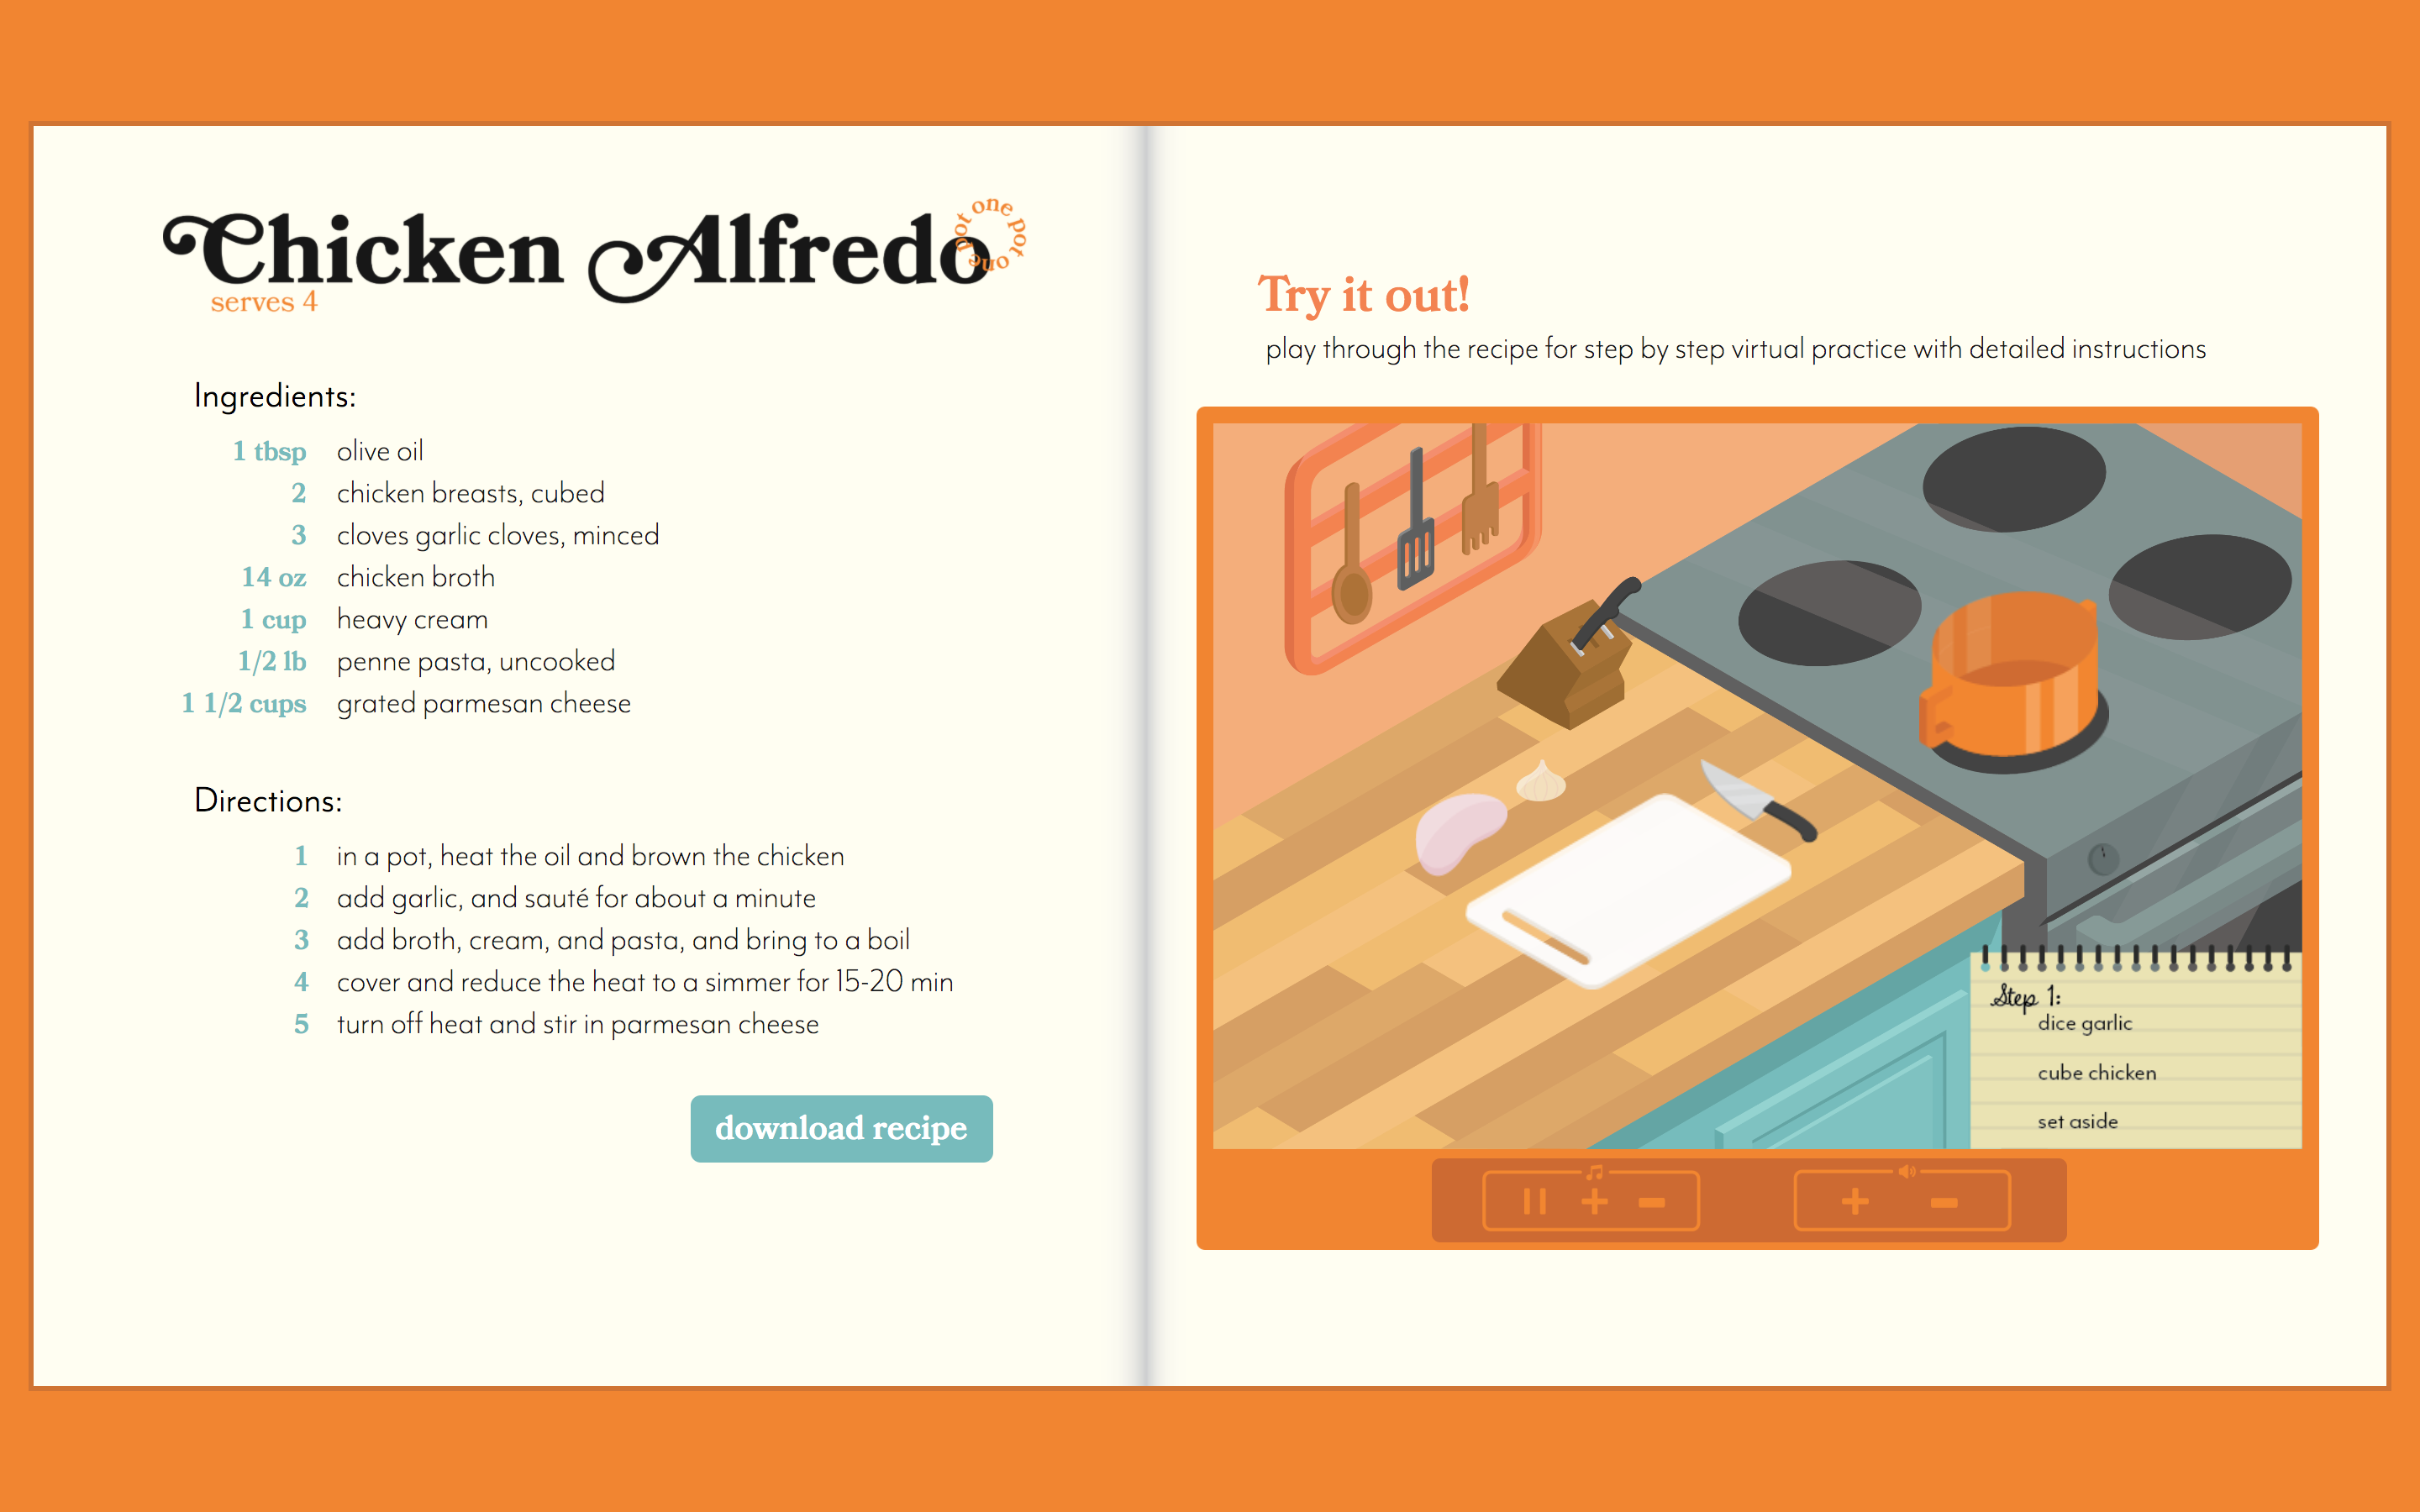 Chicken Alfredo
one pot one pot
serves 4
Ingredients:
1 tbsp olive oil
2 chicken breasts, cubed
3 cloves garlic cloves, minced
14 oz chicken broth
1 cup heavy cream
1/2 lb penne pasta, uncooked
1 1/2 cups grated parmesan cheese
Directions:
1 in a pot, heat the oil and brown the chicken
2 add garlic, and sauté for about a minute
3 add broth, cream, and pasta, and bring to a boil
4 cover and reduce the heat to a simmer for 15-20 min
5 turn off heat and stir in parmesan cheese
download recipe
Try it out!
play through the recipe for step by step virtual practice with detailed instructions
Step 1:
dice garlic
cube chicken
set aside